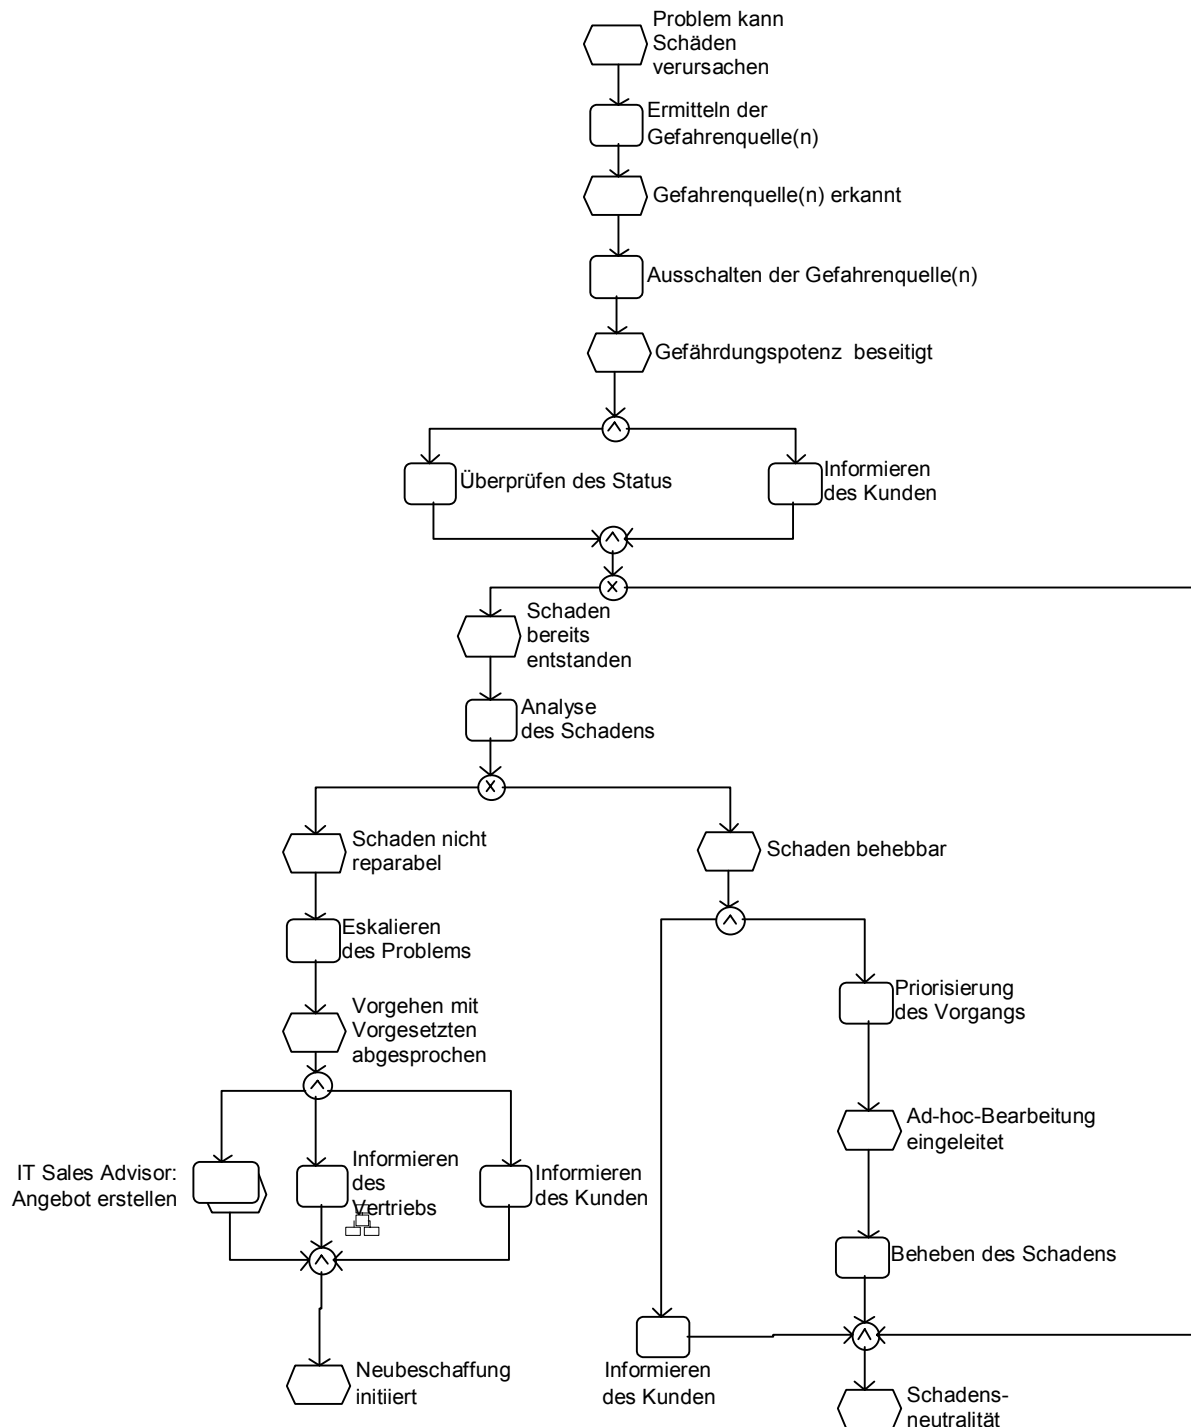 Problem kann
Schäden
verursachen
Ermitteln der
Gefahrenquelle(n)
Gefahrenquelle(n) erkannt
Ausschalten der Gefahrenquelle(n)
Gefährdungspotenz beseitigt
Überprüfen des Status
Informieren
des Kunden
Schaden
bereits
entstanden
Analyse
des Schadens
Schaden nicht
reparabel
Schaden behebbar
Eskalieren
des Problems
Priorisierung
des Vorgangs
Vorgehen mit
Vorgesetzten
abgesprochen
Ad-hoc-Bearbeitung
eingeleitet
IT Sales Advisor:
Angebot erstellen
Informieren
des
Vertriebs
Informieren
des Kunden
Beheben des Schadens
Informieren
des Kunden
Neubeschaffung
initiiert
Schadens-
neutralität